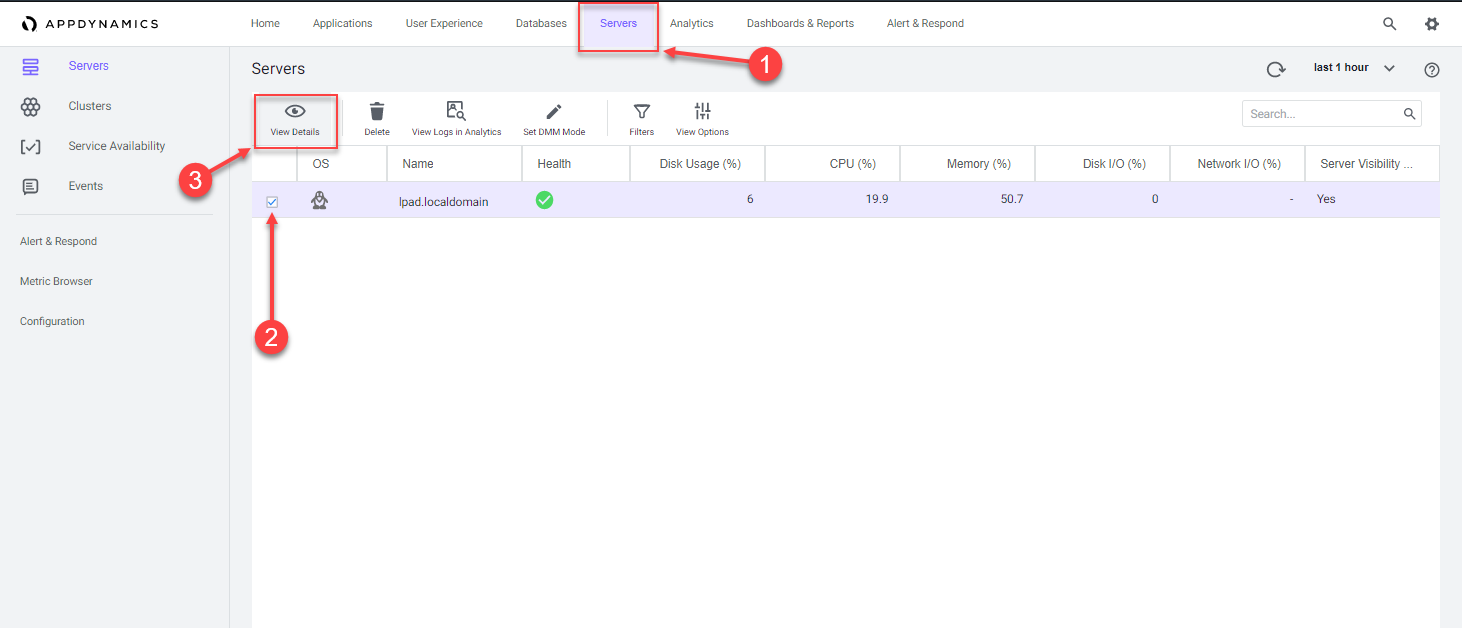 APPDYNAMICS Home Applications User Experience Databases Servers Analytics Dashboards & Reports Alert & Respond
1
Servers
Clusters
Service Availability
Events
Alert & Respond
Metric Browser
Configuration
Servers last 1 hour ?
View Details Delete View Logs in Analytics Set DMM Mode Filters View Options Search...
3
OS Name Health Disk Usage (%) CPU (%) Memory (%) Disk I/O (%) Network I/O (%) Server Visibility ...
lpad.localdomain 6 19.9 50.7 0 - Yes
2